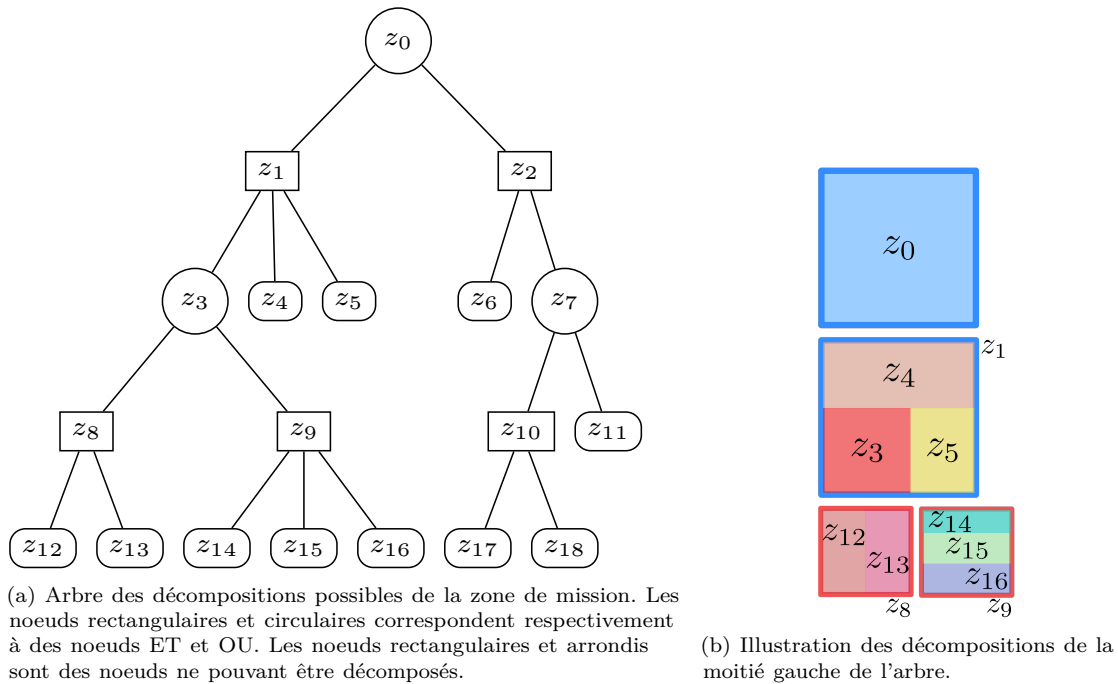 z0
z1 z2
z3 z4 z5 z6 z7
z8 z9 z10 z11
z12 z13 z14 z15 z16 z17 z18
(a) Arbre des décompositions possibles de la zone de mission. Les
noeuds rectangulaires et circulaires correspondent respectivement
à des noeuds ET et OU. Les noeuds rectangulaires et arrondis
sont des noeuds ne pouvant être décomposés.
z0
z1
z4
z3 z5
z12 z13
z8
z14
z15
z16
z9
(b) Illustration des décompositions de la
moitié gauche de l'arbre.